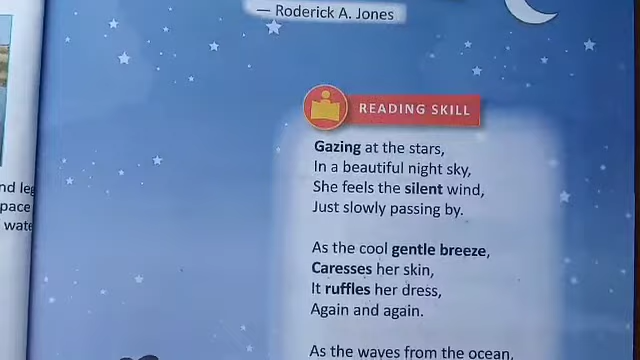 — Roderick A. Jones
READING SKILL
Gazing at the stars,
In a beautiful night sky,
She feels the silent wind,
Just slowly passing by.
As the cool gentle breeze,
Caresses her skin,
It ruffles her dress,
Again and again.
As the waves from the ocean,
pace
wate